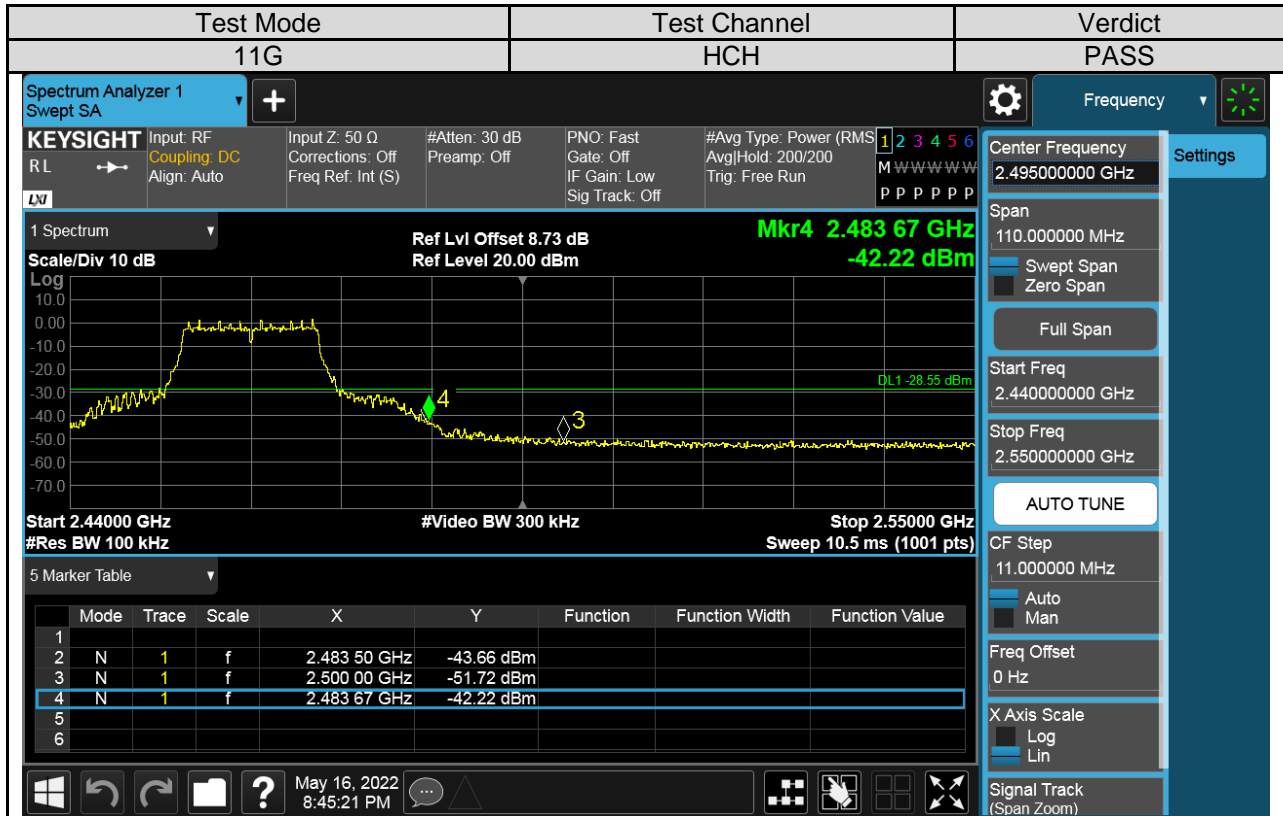 Test Mode Test Channel Verdict
11G HCH PASS
Spectrum Analyzer 1
Swept SA
+
Frequency
KEYSIGHT Input: RF Input Z: 50 Ω #Atten: 30 dB PNO: Fast #Avg Type: Power (RMS 1 2 3 4 5 6
RL Coupling: DC Corrections: Off Preamp: Off Gate: Off Avg|Hold: 200/200 M W W W W W
Align: Auto Freq Ref: Int (S) IF Gain: Low Trig: Free Run
LXI Sig Track: Off P P P P P P
1 Spectrum Ref Lvl Offset 8.73 dB Mkr4 2.483 67 GHz
Scale/Div 10 dB Ref Level 20.00 dBm -42.22 dBm
Log
10.0
0.00
-10.0
-20.0
DL1 -28.55 dBm
-30.0
4
-40.0
3
-50.0
-60.0
-70.0
Start 2.44000 GHz #Video BW 300 kHz Stop 2.55000 GHz
#Res BW 100 kHz Sweep 10.5 ms (1001 pts)
5 Marker Table
Mode Trace Scale X Y Function Function Width Function Value
1
2 N 1 f 2.483 50 GHz -43.66 dBm
3 N 1 f 2.500 00 GHz -51.72 dBm
4 N 1 f 2.483 67 GHz -42.22 dBm
5
6
?
May 16, 2022
8:45:21 PM
Center Frequency
2.495000000 GHz
Settings
Span
110.000000 MHz
Swept Span
Zero Span
Full Span
Start Freq
2.440000000 GHz
Stop Freq
2.550000000 GHz
AUTO TUNE
CF Step
11.000000 MHz
Auto
Man
Freq Offset
0 Hz
X Axis Scale
Log
Lin
Signal Track
(Span Zoom)